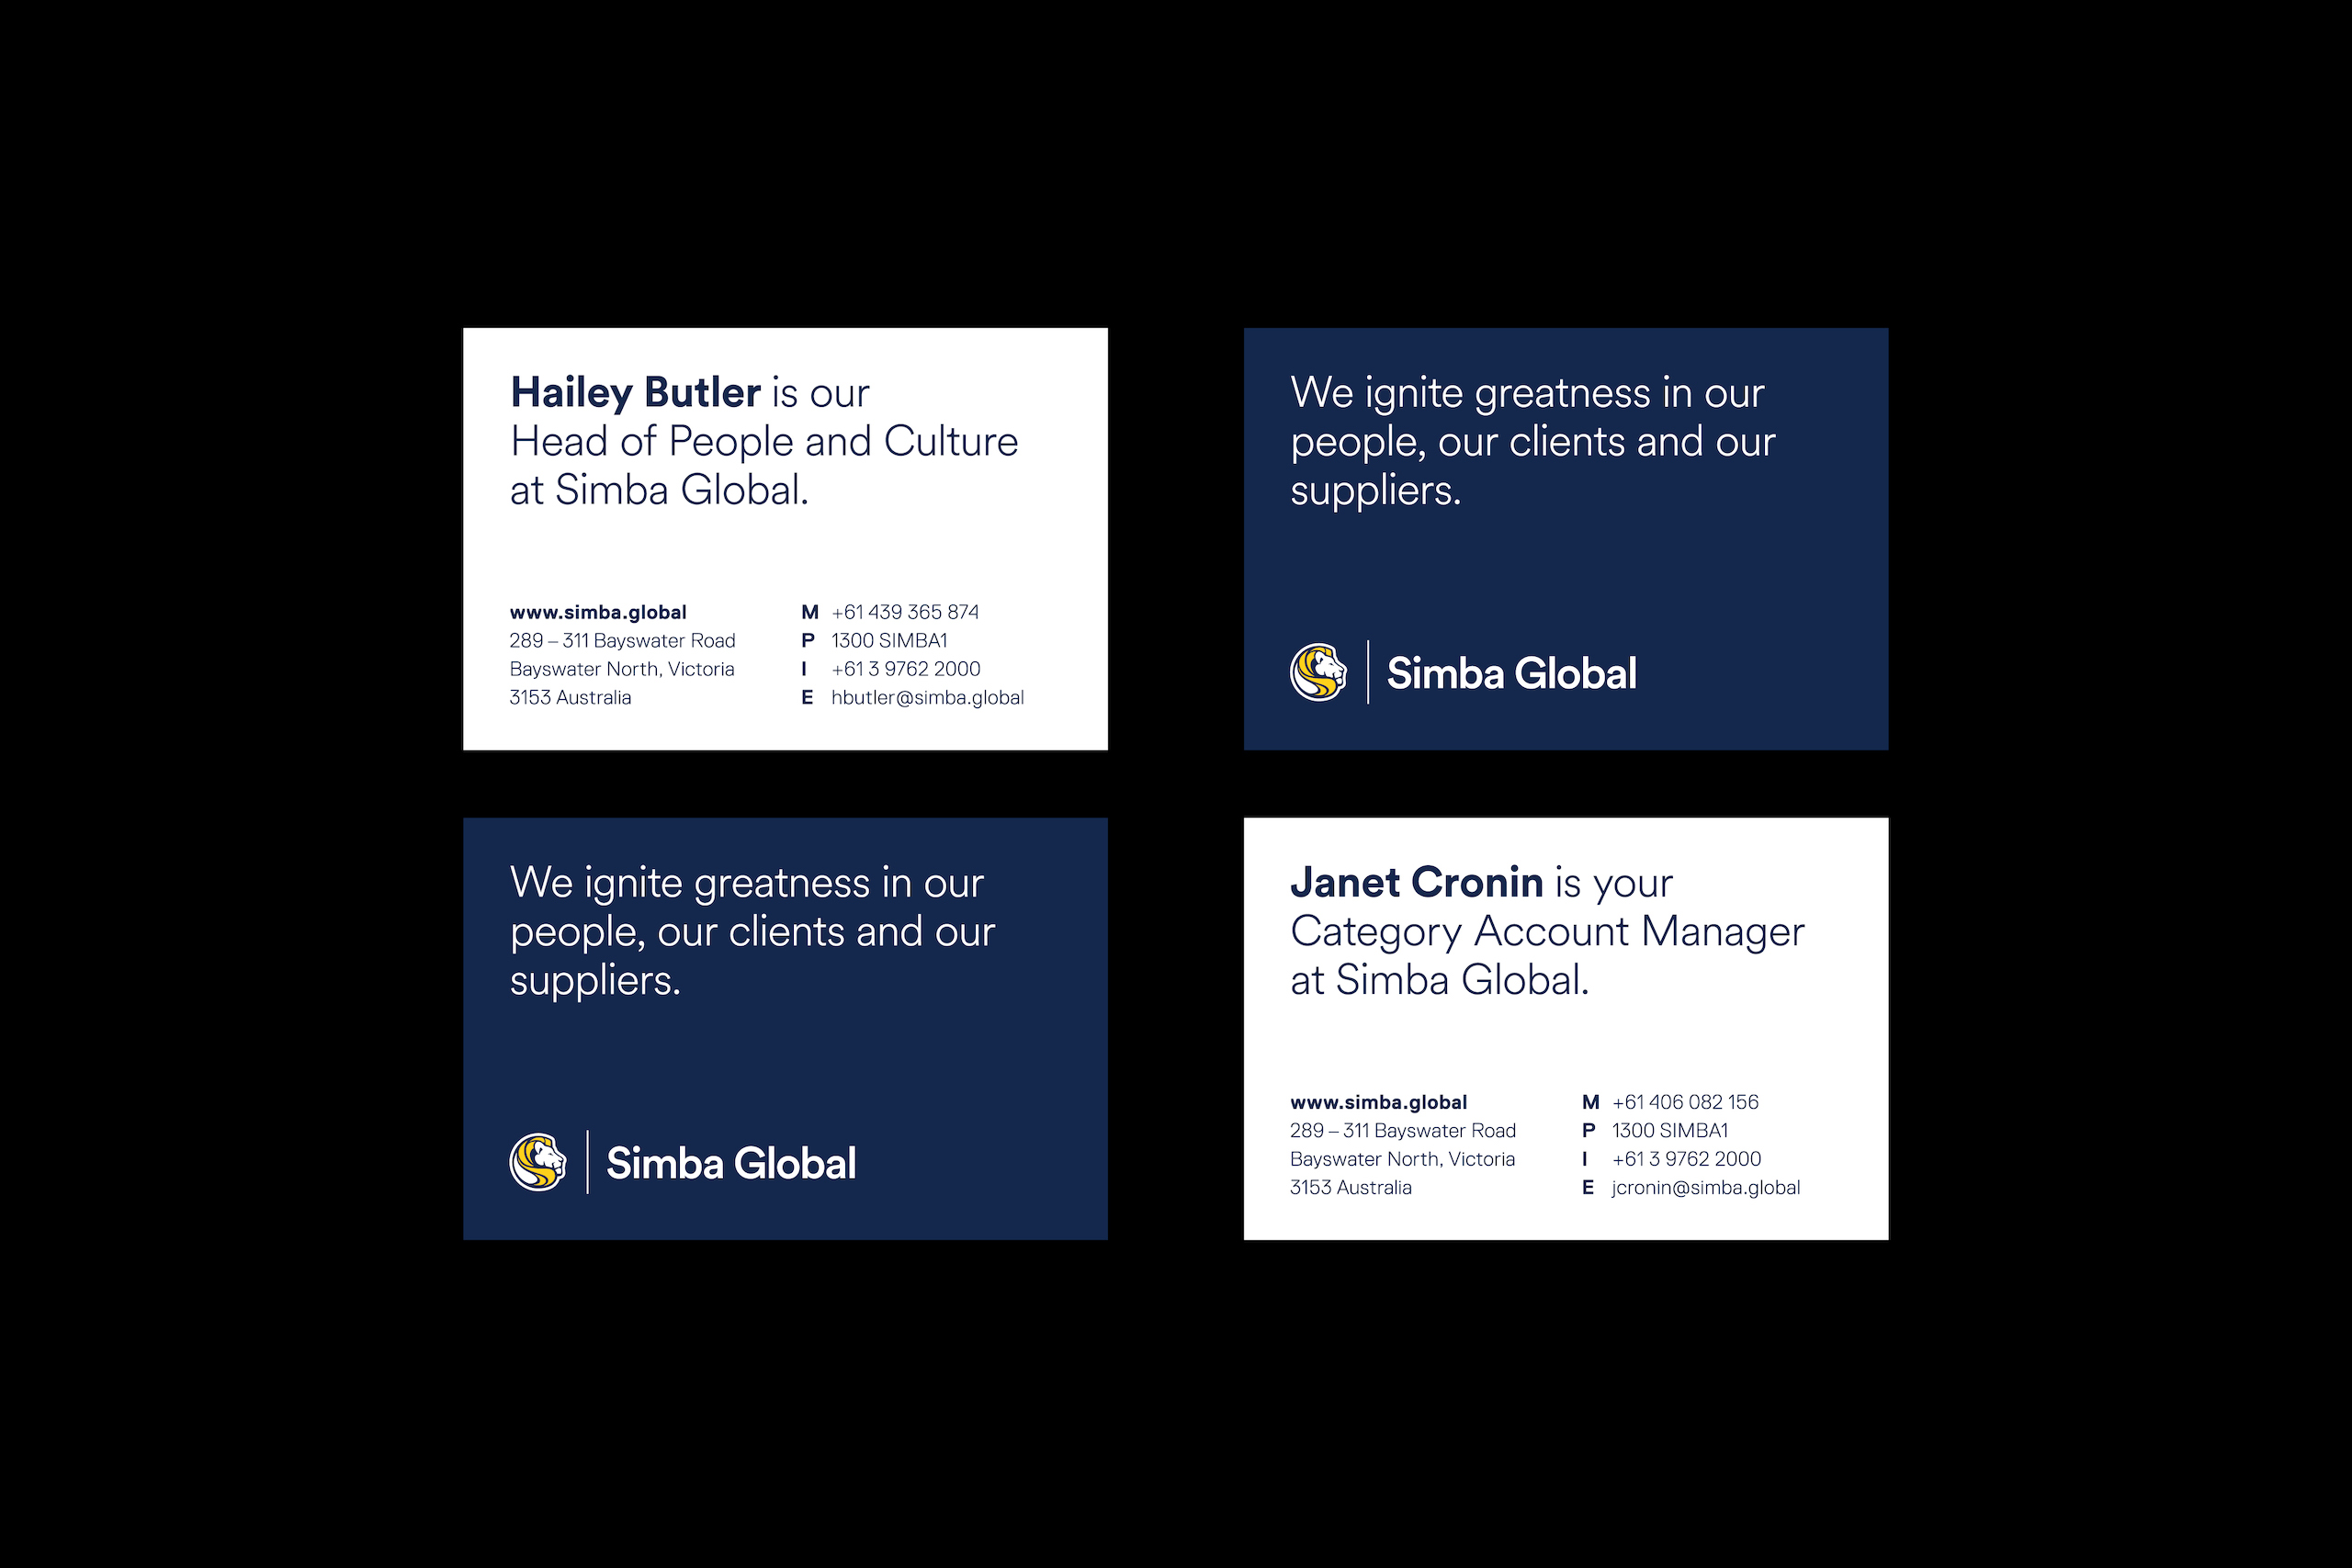 Hailey Butler is our
Head of People and Culture
at Simba Global.
www.simba.global
289 – 311 Bayswater Road
Bayswater North, Victoria
3153 Australia
M +61 439 365 874
P 1300 SIMBA1
I +61 3 9762 2000
E hbutler@simba.global
We ignite greatness in our
people, our clients and our
suppliers.
Simba Global
We ignite greatness in our
people, our clients and our
suppliers.
Simba Global
Janet Cronin is your
Category Account Manager
at Simba Global.
www.simba.global
289 – 311 Bayswater Road
Bayswater North, Victoria
3153 Australia
M +61 406 082 156
P 1300 SIMBA1
I +61 3 9762 2000
E jcronin@simba.global